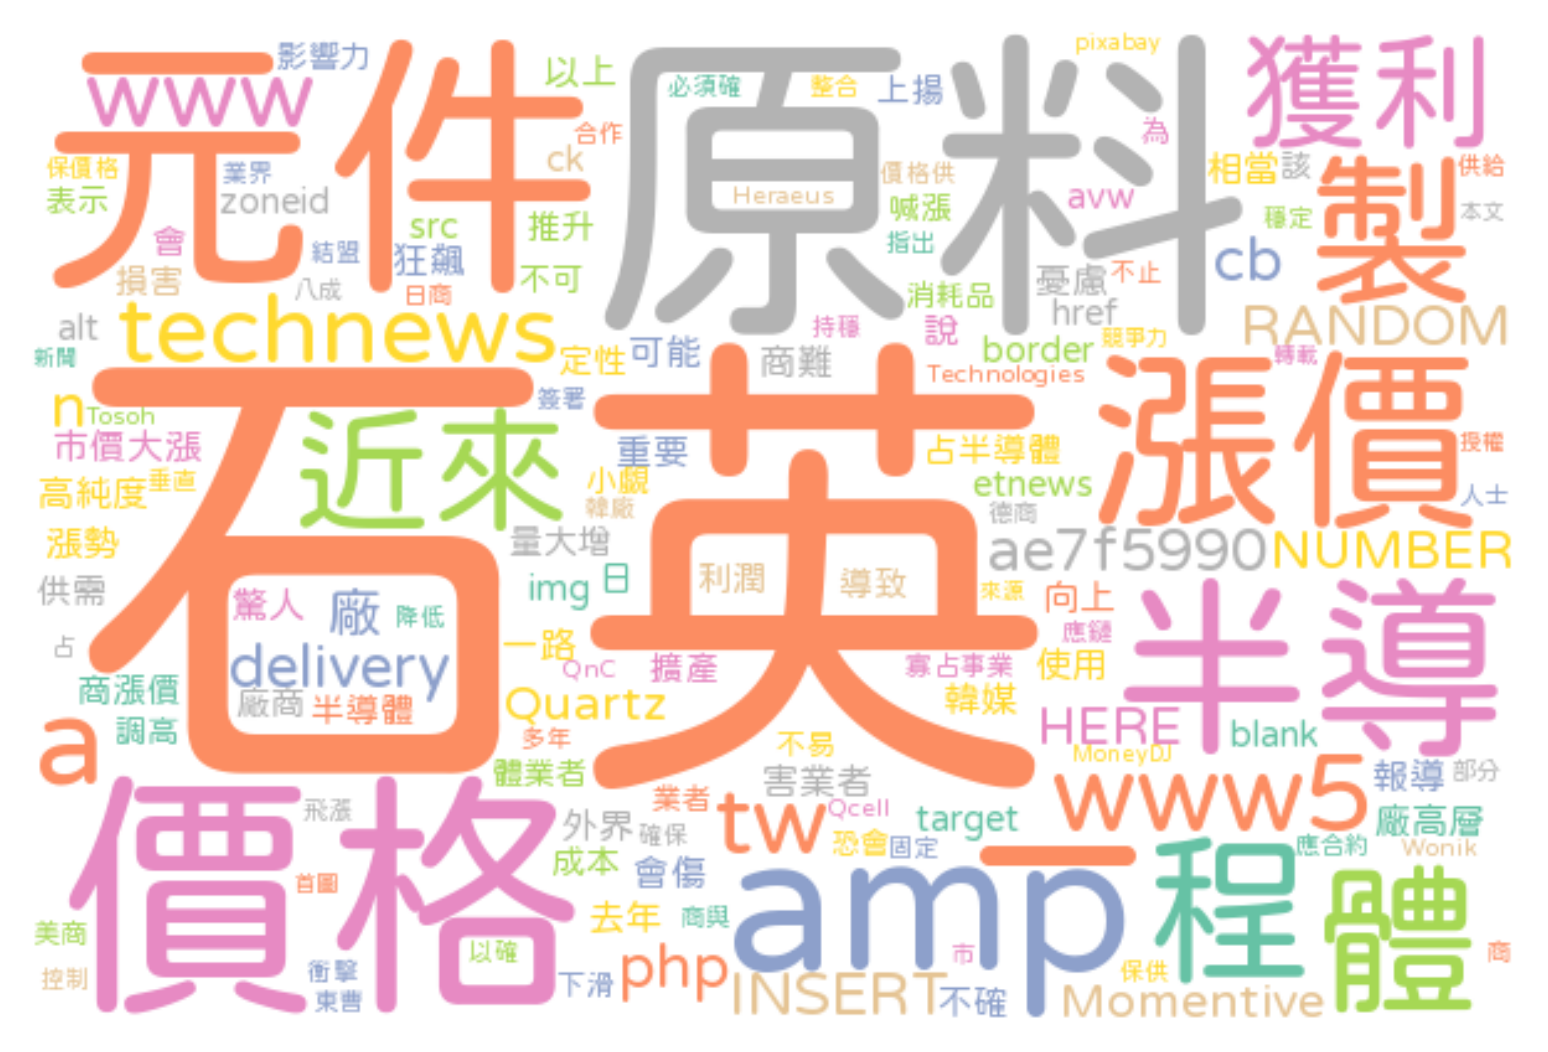 元件
原料
獲利
www
影響力
以上
必須確
整合
上揚
pixabay
為
合作
ck
保價格
業界
表示
zoneid
Heraeus
價格供
avw
相當
該
製
供給
src
推升
喊漲
指出
穩定
本文
會
結盟
狂飆
損害
八成
日商
不可
消耗品
憂慮
不止
cb
alt
technews
持穩
說
href
RANDOM
新聞
定性
可能
商難
border
競爭力
Technologies
轉載
石英
漲價
n
Tosoh
近來
簽署
市價大漲
重要
占半導體
授權
高純度
垂直
小覷
etnews
人士
韓廠
德商
漲勢
量大增
ae7f5990
NUMBER
供需
img
日
利潤
導致
來源
向上
驚人
廠
降低
半導
占
一路
應鏈
delivery
QnC
擴產
寡占事業
使用
商漲價
廠商
半導體
Quartz
韓媒
調高
HERE
blank
a
多年
不易
MoneyDJ
價格
體業者
害業者
www5
報導
部分
飛漲
業者
tw
Qcell
target
廠高層
外界
確保
恐會
固定
一
程
應合約
Wonik
成本
會傷
amp
體
首圖
去年
商與
美商
以確
市
商
控制
衝擊
下滑
php
保供
東曹
INSERT
不確
Momentive